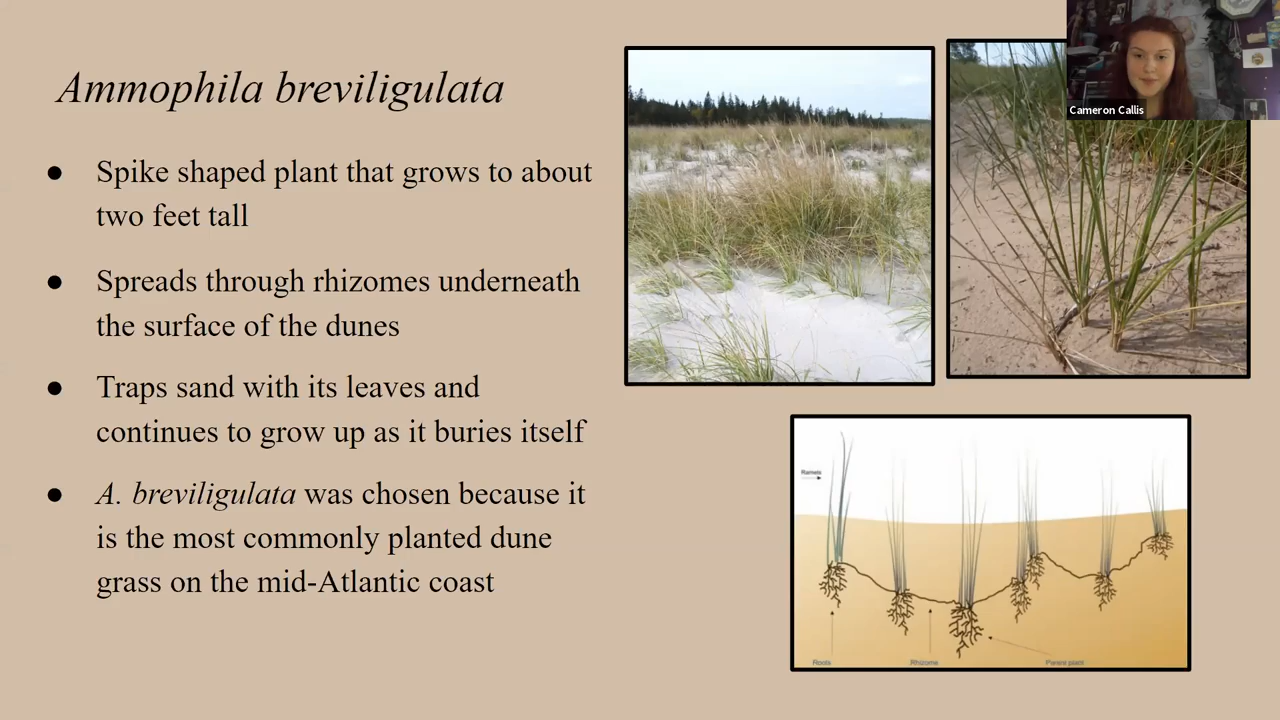 Ammophila breviligulata
● Spike shaped plant that grows to about
two feet tall
● Spreads through rhizomes underneath
the surface of the dunes
● Traps sand with its leaves and
continues to grow up as it buries itself
● A. breviligulata was chosen because it
is the most commonly planted dune
grass on the mid-Atlantic coast
Cameron Callis
Ramets
Roots
Rhizome
Parent plant